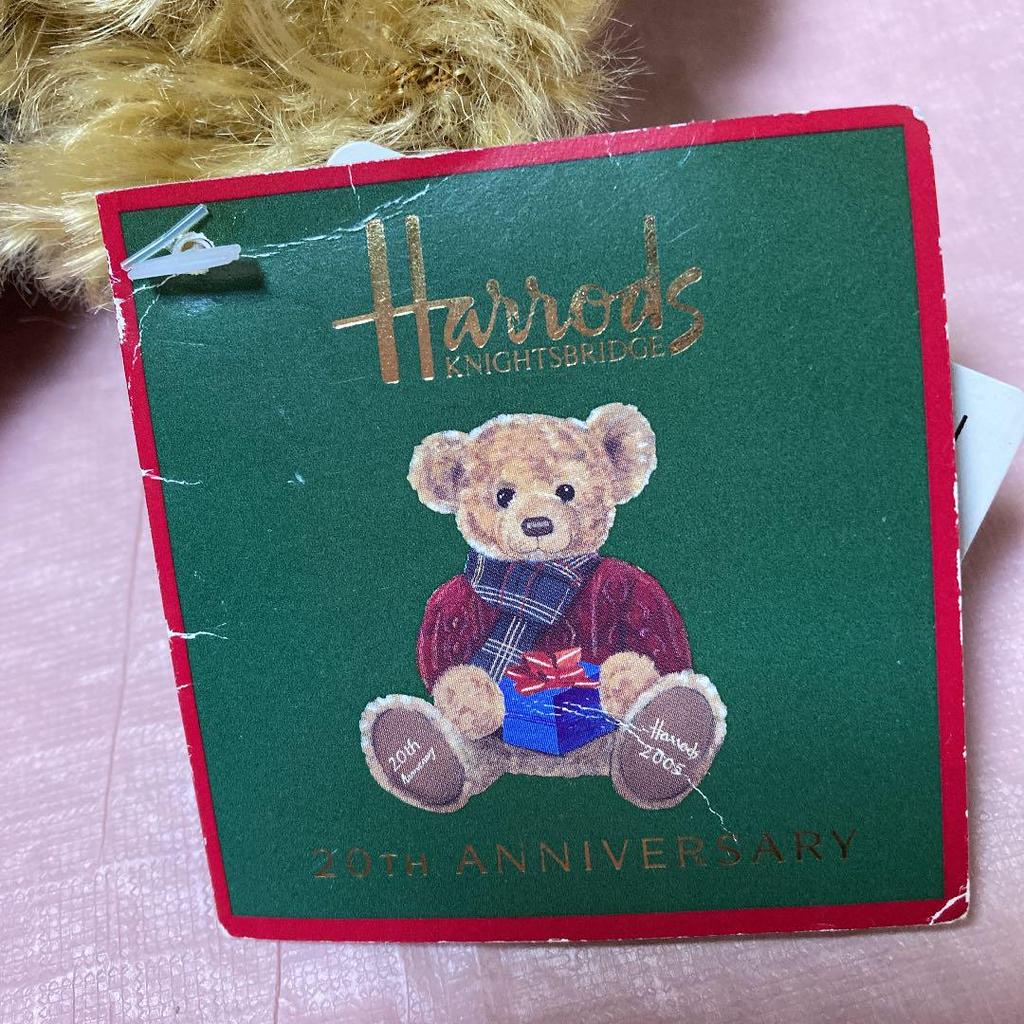 Harrods
KNIGHTSBRIDGE
20th
Anniversary
Harrods
2005
20TH ANNIVERSARY